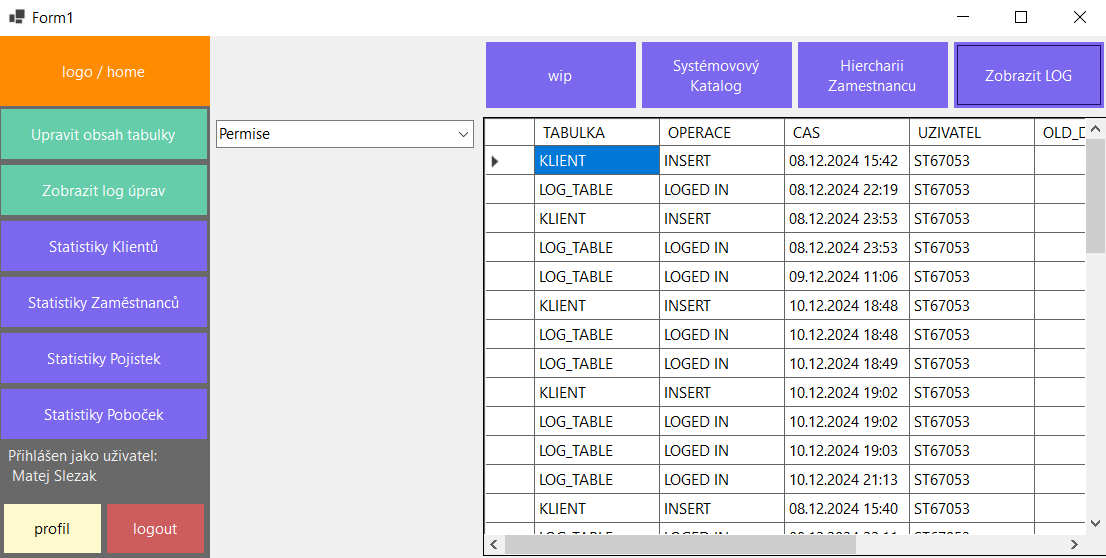 Form1
logo / home
Upravit obsah tabulky
Zobrazit log úprav
Statistiky Klientů
Statistiky Zaměstnanců
Statistiky Pojistek
Statistiky Poboček
Přihlášen jako uživatel:
Matej Slezak
profil
logout
Permise
wip
Systémovový
Katalog
Hiercharii
Zamestnancu
Zobrazit LOG
TABULKA OPERACE CAS UZIVATEL OLD_D
KLIENT INSERT 08.12.2024 15:42 ST67053
LOG_TABLE LOGED IN 08.12.2024 22:19 ST67053
KLIENT INSERT 08.12.2024 23:53 ST67053
LOG_TABLE LOGED IN 08.12.2024 23:53 ST67053
LOG_TABLE LOGED IN 09.12.2024 11:06 ST67053
KLIENT INSERT 10.12.2024 18:48 ST67053
LOG_TABLE LOGED IN 10.12.2024 18:48 ST67053
LOG_TABLE LOGED IN 10.12.2024 18:49 ST67053
KLIENT INSERT 10.12.2024 19:02 ST67053
LOG_TABLE LOGED IN 10.12.2024 19:02 ST67053
LOG_TABLE LOGED IN 10.12.2024 19:03 ST67053
LOG_TABLE LOGED IN 10.12.2024 21:13 ST67053
KLIENT INSERT 08.12.2024 15:40 ST67053
LOG_TABLE LOGED IN ST67053